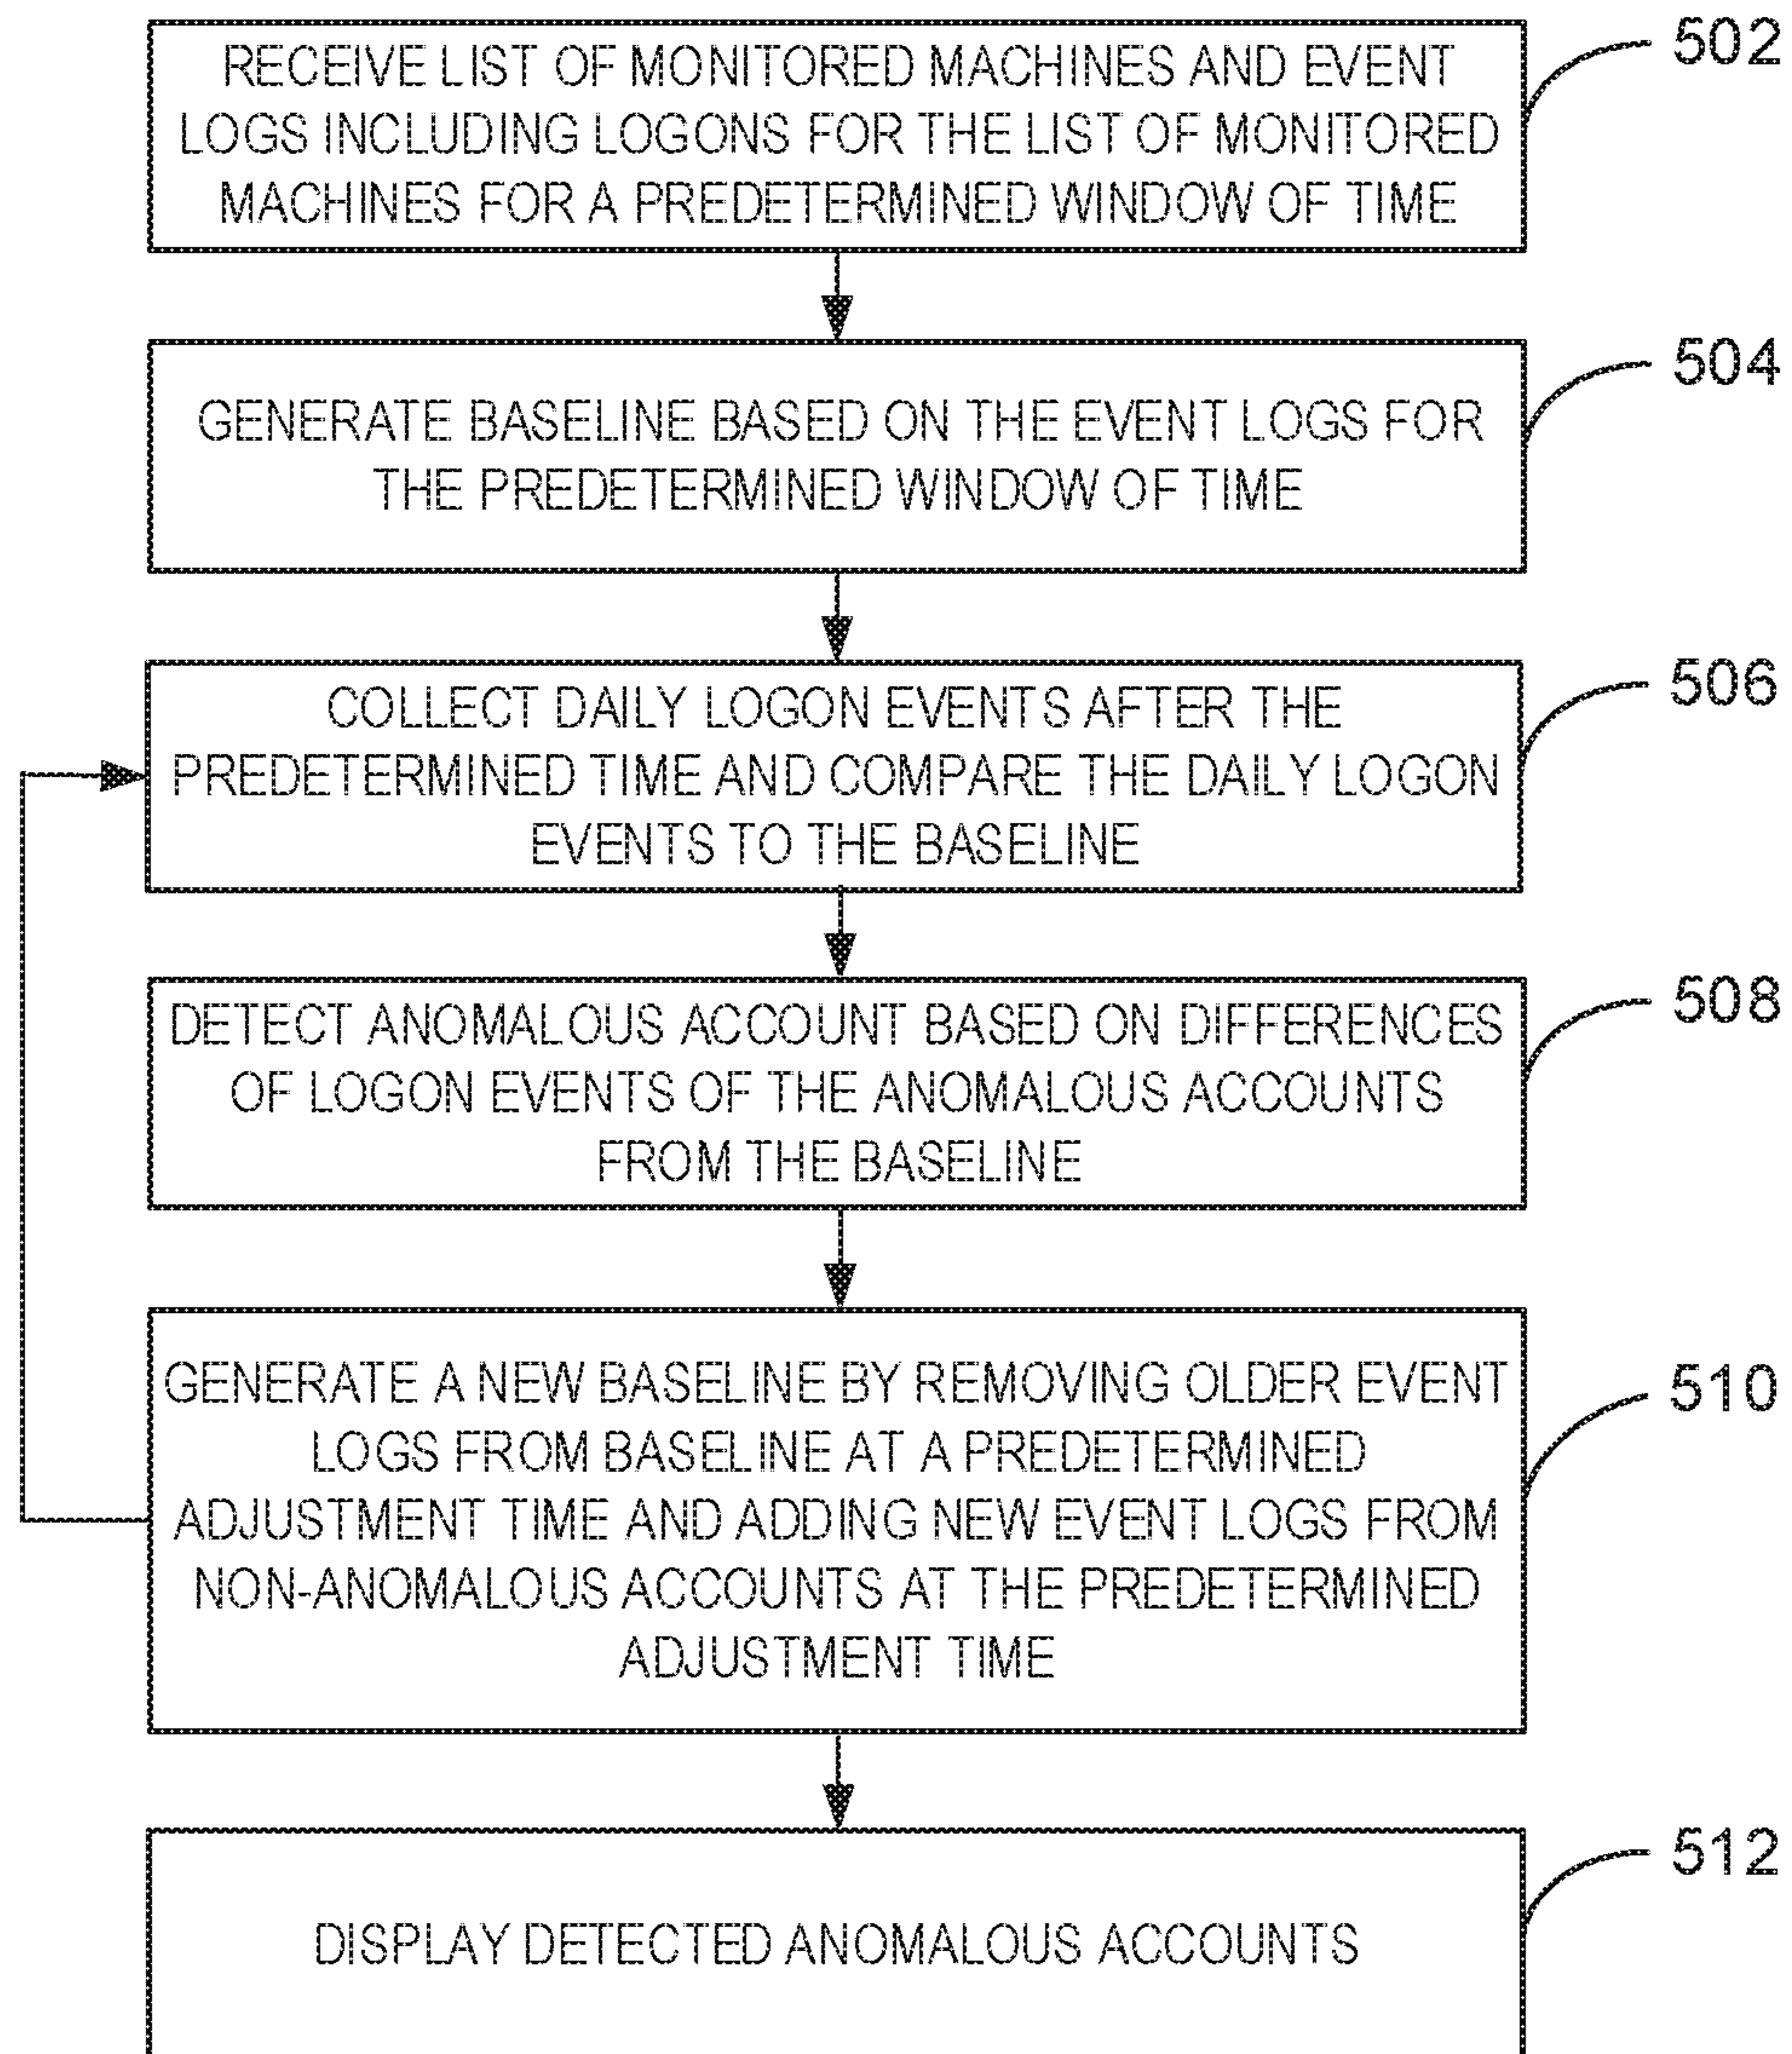 RECEIVE LIST OF MONITORED MACHINES AND EVENT
LOGS INCLUDING LOGONS FOR THE LIST OF MONITORED
MACHINES FOR A PREDETERMINED WINDOW OF TIME
502
GENERATE BASELINE BASED ON THE EVENT LOGS FOR
THE PREDETERMINED WINDOW OF TIME
504
COLLECT DAILY LOGON EVENTS AFTER THE
PREDETERMINED TIME AND COMPARE THE DAILY LOGON
EVENTS TO THE BASELINE
506
DETECT ANOMALOUS ACCOUNT BASED ON DIFFERENCES
OF LOGON EVENTS OF THE ANOMALOUS ACCOUNTS
FROM THE BASELINE
508
GENERATE A NEW BASELINE BY REMOVING OLDER EVENT
LOGS FROM BASELINE AT A PREDETERMINED
ADJUSTMENT TIME AND ADDING NEW EVENT LOGS FROM
NON-ANOMALOUS ACCOUNTS AT THE PREDETERMINED
ADJUSTMENT TIME
510
DISPLAY DETECTED ANOMALOUS ACCOUNTS
512